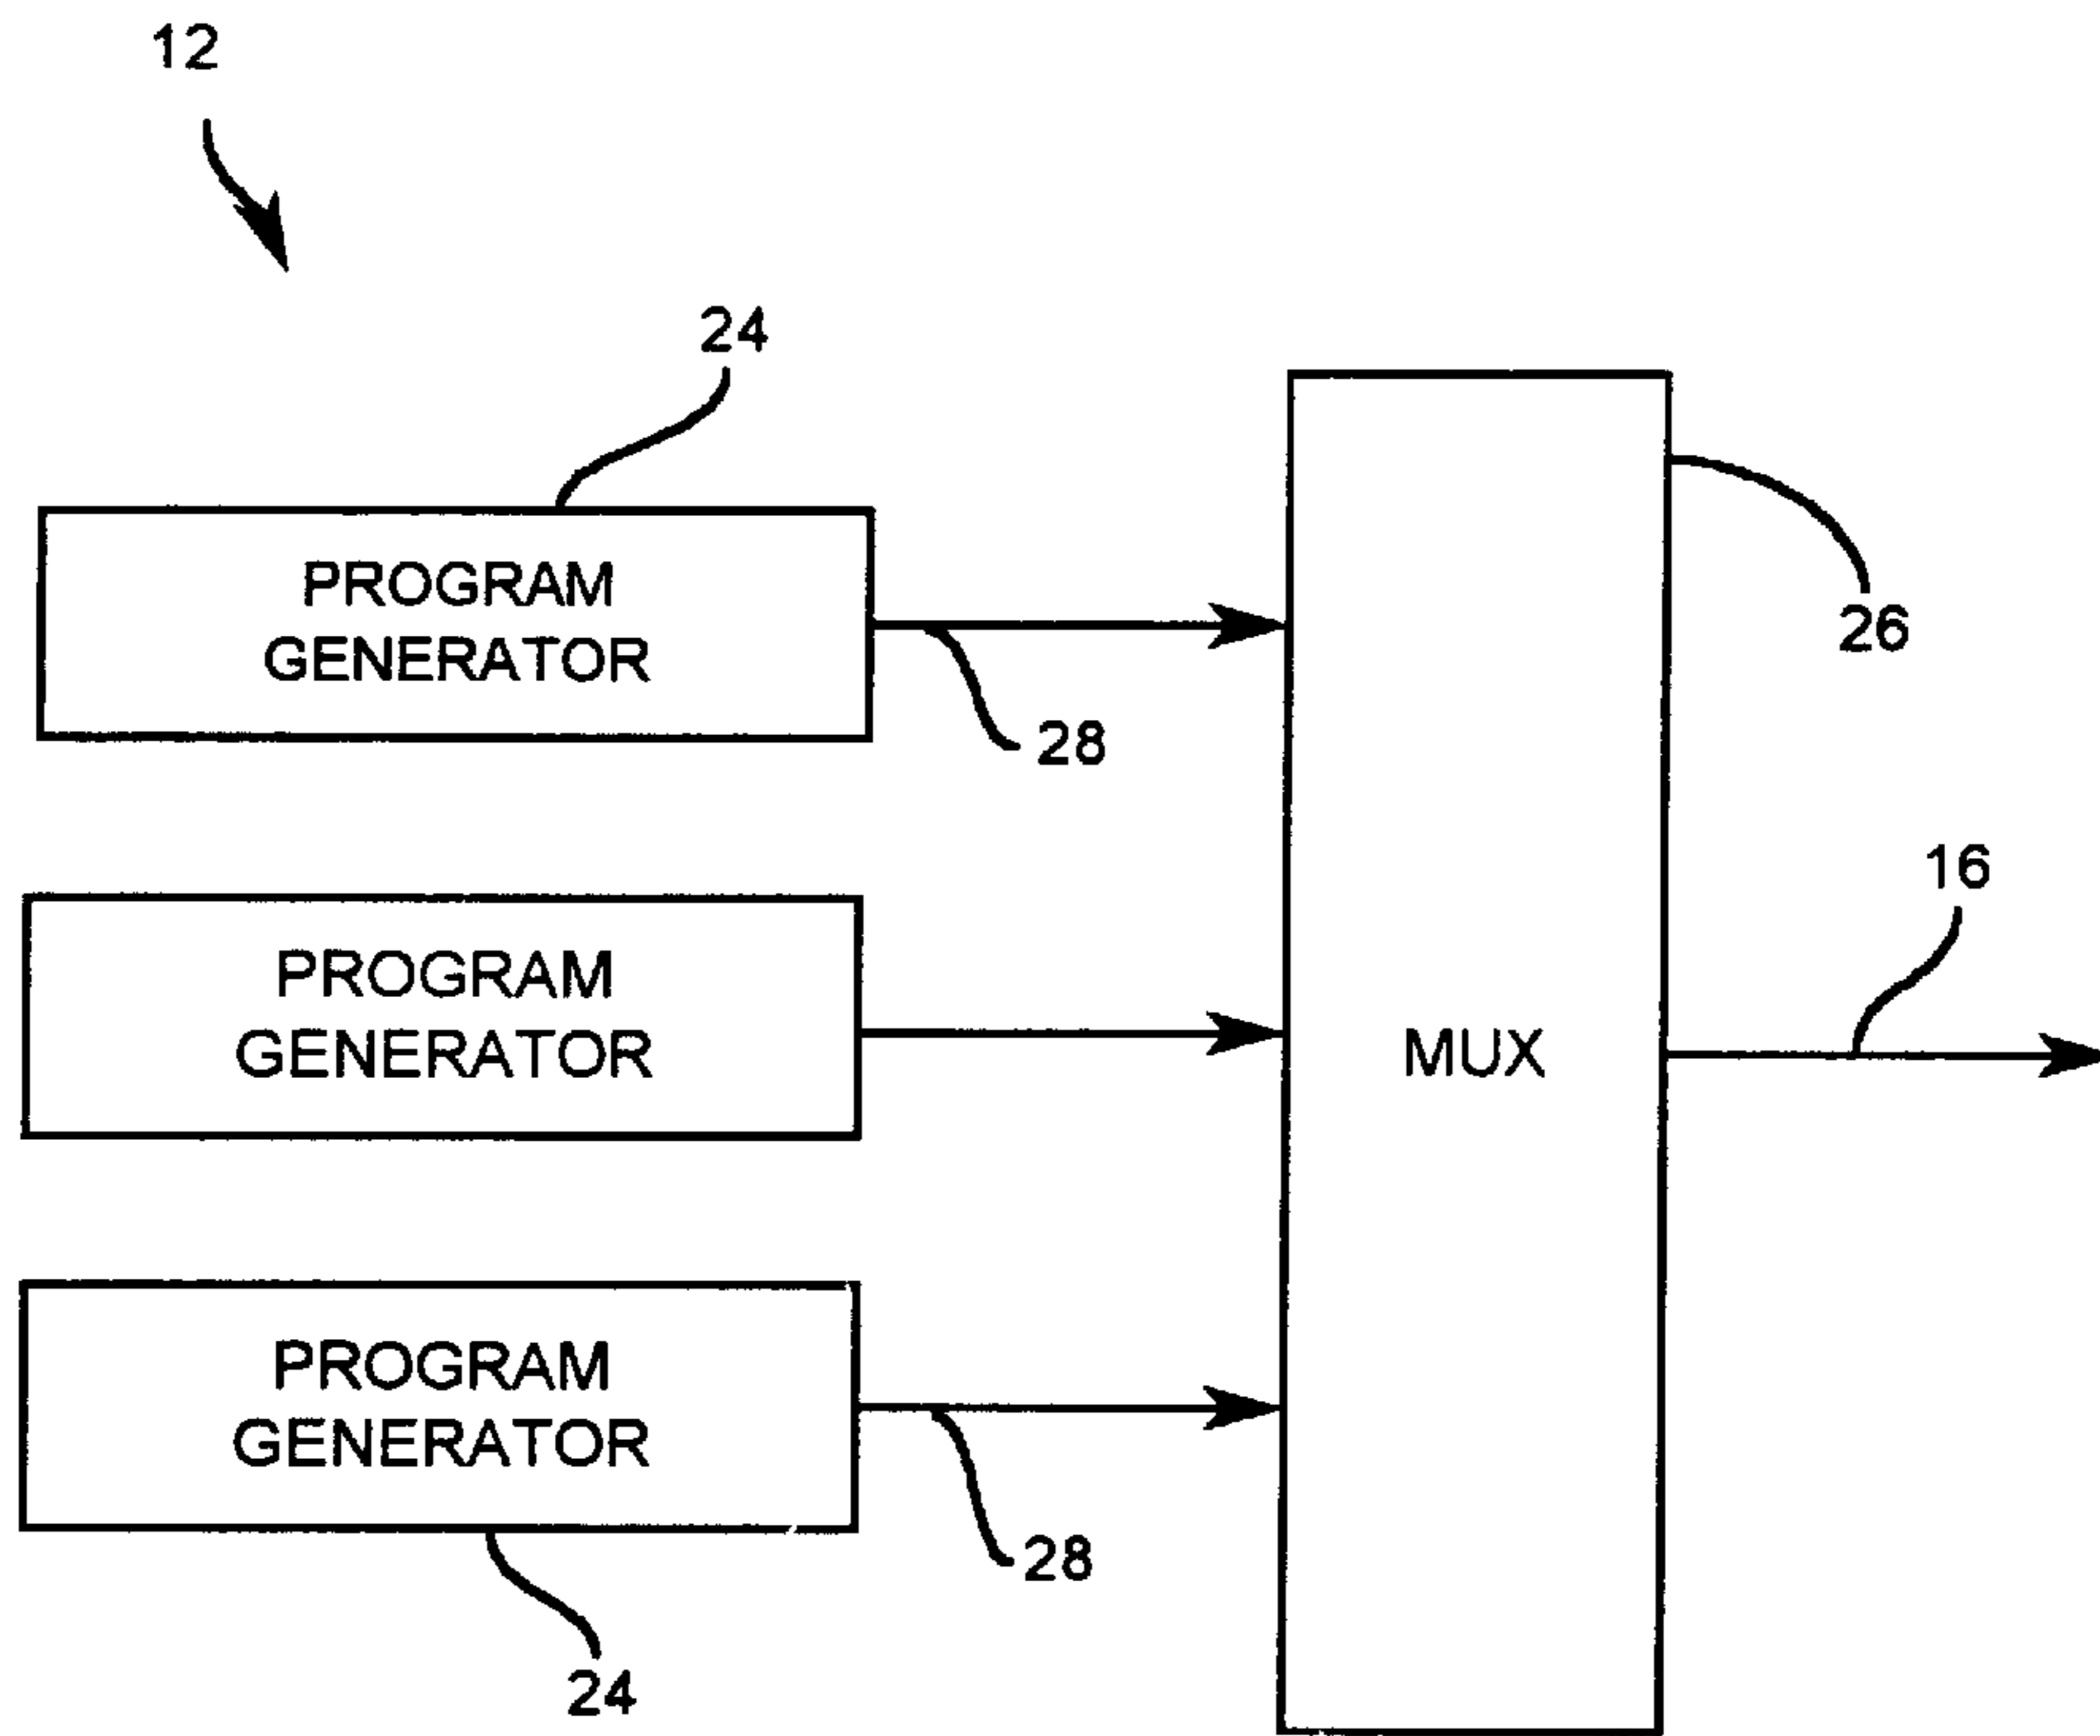 12
24
PROGRAM
GENERATOR
26
28
16
PROGRAM
GENERATOR
MUX
PROGRAM
GENERATOR
28
24